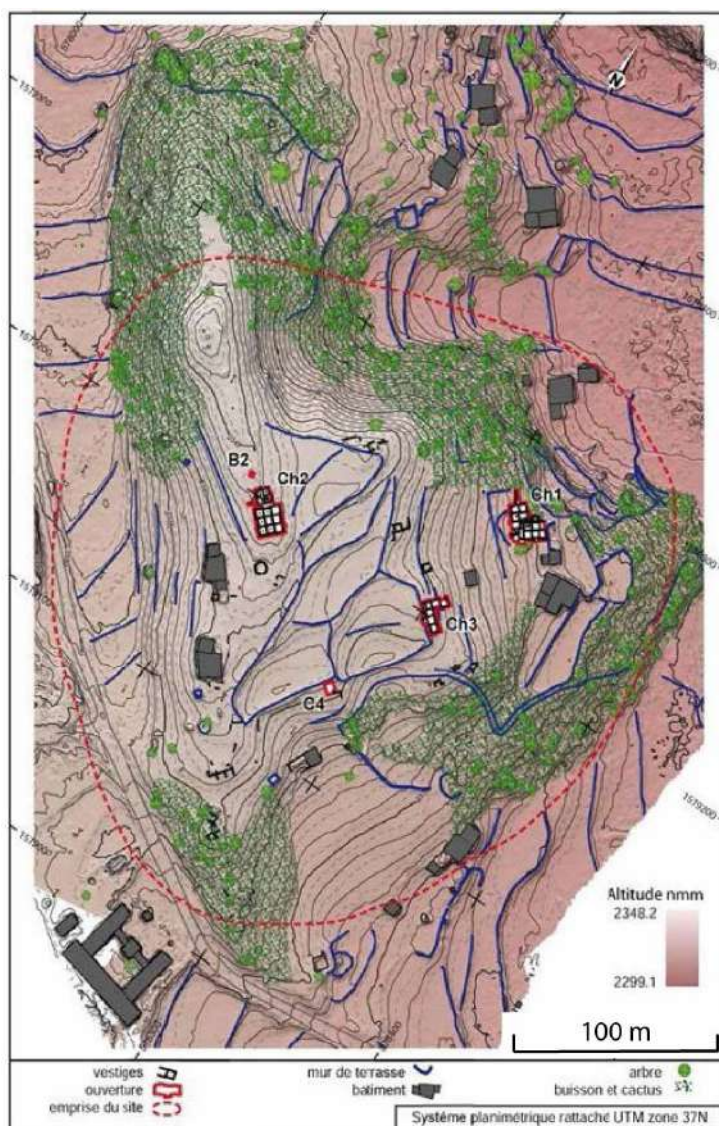 N
B2
Ch2
Ch1
Ch3
C4
Altitude nmm
2348.2
2299.1
100 m
vestiges
ouverture
emprise du site
mur de terrasse
batiment
arbre
buisson et cactus
Système planimétrique rattaché UTM zone 37N